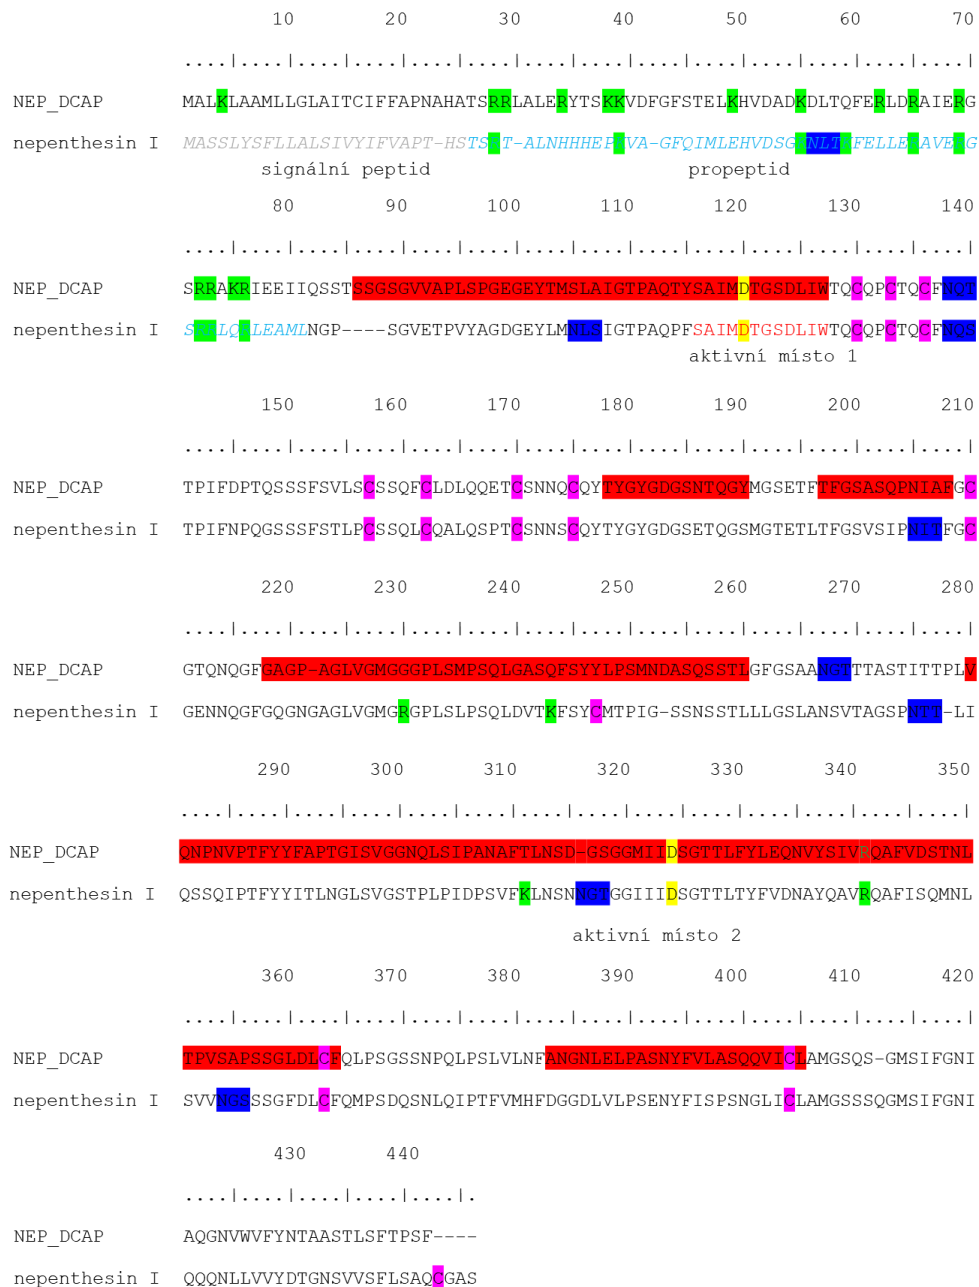 10 20 30 40 50 60 70
....|....|....|....|....|....|....|....|....|....|....|....|....|....|
NEP_DCAP MALKLAAMLLGLAITCIFFAPNAHATSRRLALERYTSKKVDFGFSTELKHVDADKDLTQFERLDRAIERG
nepenthesin I MASSLYSFLLALSIVYIFVAPT-HSTSRT-ALNHHHEPKVA-GFQIMLEHVDSGKNLTKFELLERAVERG
signální peptid propeptid
80 90 100 110 120 130 140
....|....|....|....|....|....|....|....|....|....|....|....|....|....|
NEP_DCAP SRRAKRIEEIIQSSTSSGSGVVAPLSPGEGEYTMSLAIGTPAQTYSAIMDTGSDLIWTQCQPCTQCFNQT
nepenthesin I SRRLQRLEAMLNGP----SGVETPVYAGDGEYLMNLSIGTPAQPFSAIMDTGSDLIWTQCQPCTQCFNQS
aktivní místo 1
150 160 170 180 190 200 210
....|....|....|....|....|....|....|....|....|....|....|....|....|....|
NEP_DCAP TPIFDPTQSSSFSVLSCSSQFCLDLQQETCSNNQCQYTYGYGDGSNTQGYMGSETFTFGSASQPNIAFGC
nepenthesin I TPIFNPQGSSSFSTLPCSSQLCQALQSPTCSNNSCQYTYGYGDGSETQGSMGTETLTFGSVSIPNITFGC
220 230 240 250 260 270 280
....|....|....|....|....|....|....|....|....|....|....|....|....|....|
NEP_DCAP GTQNQGFGAGP-AGLVGMGGGPLSMPSQLGASQFSYYLPSMNDASQSSTLGFGSAANGTTTASTITTPLV
nepenthesin I GENNQGFGQGNGAGLVGMGRGPLSLPSQLDVTKFSYCMTPIG-SSNSSTLLLGSLANSVTAGSPNTT-LI
290 300 310 320 330 340 350
....|....|....|....|....|....|....|....|....|....|....|....|....|....|
NEP_DCAP QNPNVPTFYYFAPTGISVGGNQLSIPANAFTLNSD-GSGGMIIDSGTTLFYLEQNVYSIVRQAFVDSTNL
nepenthesin I QSSQIPTFYYITLNGLSVGSTPLPIDPSVFKLNSNNGTGGIIIDSGTTLTYFVDNAYQAVRQAFISQMNL
aktivní místo 2
360 370 380 390 400 410 420
....|....|....|....|....|....|....|....|....|....|....|....|....|....|
NEP_DCAP TPVSAPSSGLDLCFQLPSGSSNPQLPSLVLNFANGNLELPASNYFVLASQQVICLAMGSQS-GMSIFGNI
nepenthesin I SVVNGSSSGFDLCFQMPSDQSNLQIPTFVMHFDGGDLVLPSENYFISPSNGLICLAMGSSSQGMSIFGNI
430 440
....|....|....|....|....|.
NEP_DCAP AQGNVWVFYNTAASTLSFTPSF----
nepenthesin I QQQNLLVVYDTGNSVVSFLSAQCGAS